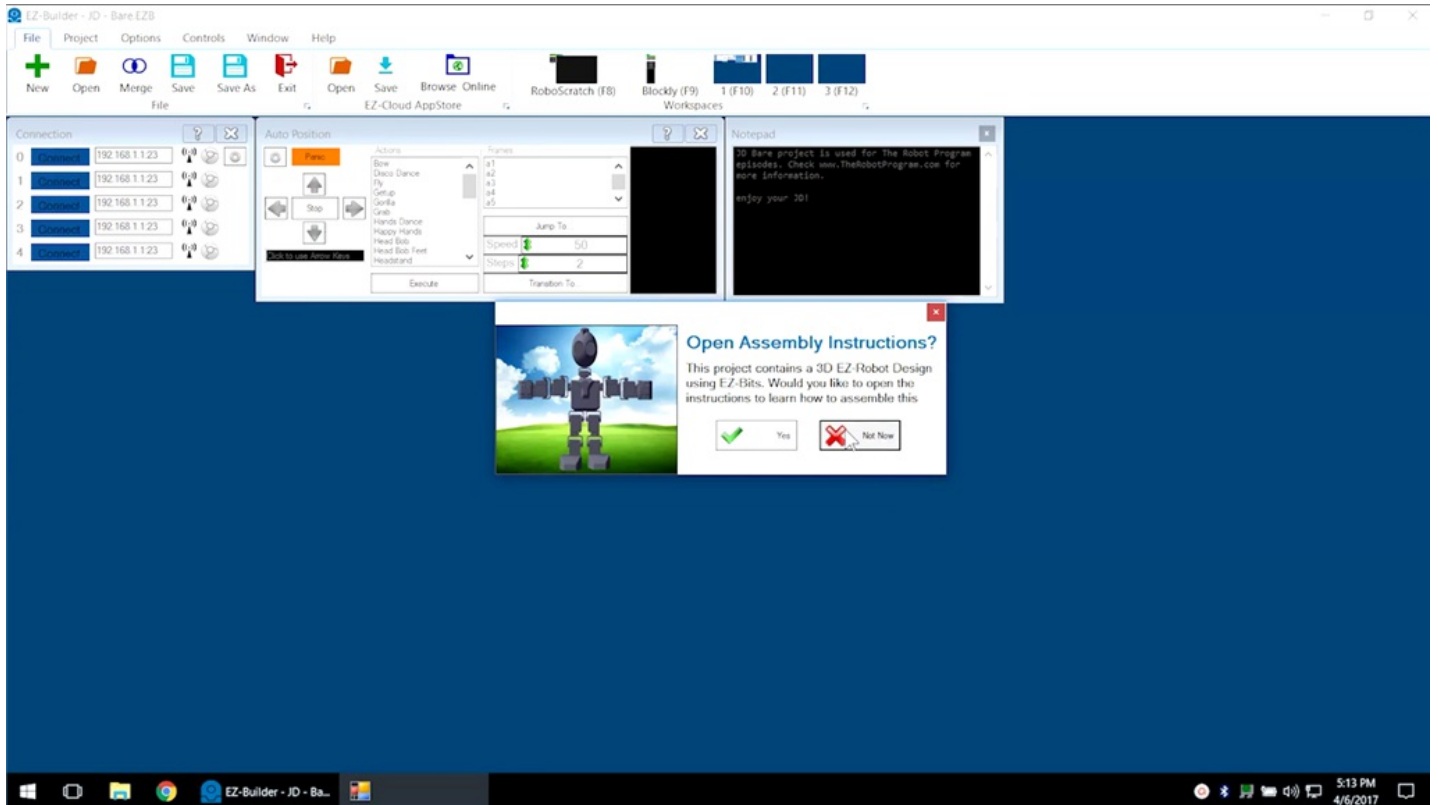 EZ-Builder - JD - Bare.EZB
File Project Options Controls Window Help
New Open Merge Save Save As Exit Open Save Browse Online RoboScratch (F8) Blockly (F9) 1 (F10) 2 (F11) 3 (F12)
File EZ-Cloud AppStore Workspaces
Connection
0 Connect 192.168.1.1:23
1 Connect 192.168.1.1:23
2 Connect 192.168.1.1:23
3 Connect 192.168.1.1:23
4 Connect 192.168.1.1:23
Auto Position
Panic
Stop
Click to use Arrow Keys
Actions
Bow
Disco Dance
Fly
Getup
Gorilla
Grab
Hands Dance
Happy Hands
Head Bob
Head Bob Feet
Headstand
Execute
Frames
a1
a2
a3
a4
a5
Jump To
Speed 50
Steps 2
Transition To...
Notepad
JD Bare project is used for The Robot Program
episodes. Check www.TheRobotProgram.com for
more information.
enjoy your JD!
Open Assembly Instructions?
This project contains a 3D EZ-Robot Design
using EZ-Bits. Would you like to open the
instructions to learn how to assemble this
Yes Not Now
EZ-Builder - JD - Ba...
5:13 PM
4/6/2017